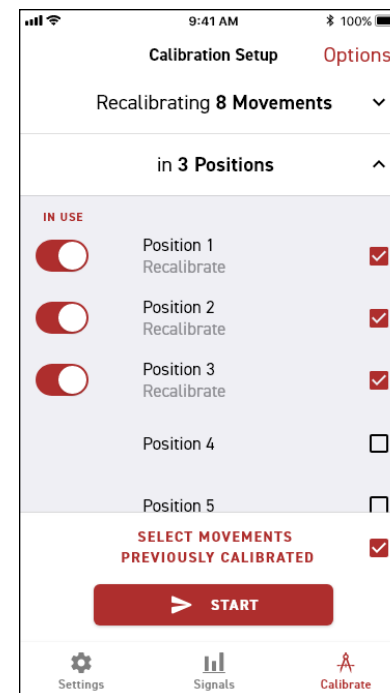 9:41 AM
100%
Calibration Setup
Options
Recalibrating 8 Movements
in 3 Positions
IN USE
Position 1
Recalibrate
Position 2
Recalibrate
Position 3
Recalibrate
Position 4
Position 5
SELECT MOVEMENTS
PREVIOUSLY CALIBRATED
START
Settings
Signals
Calibrate